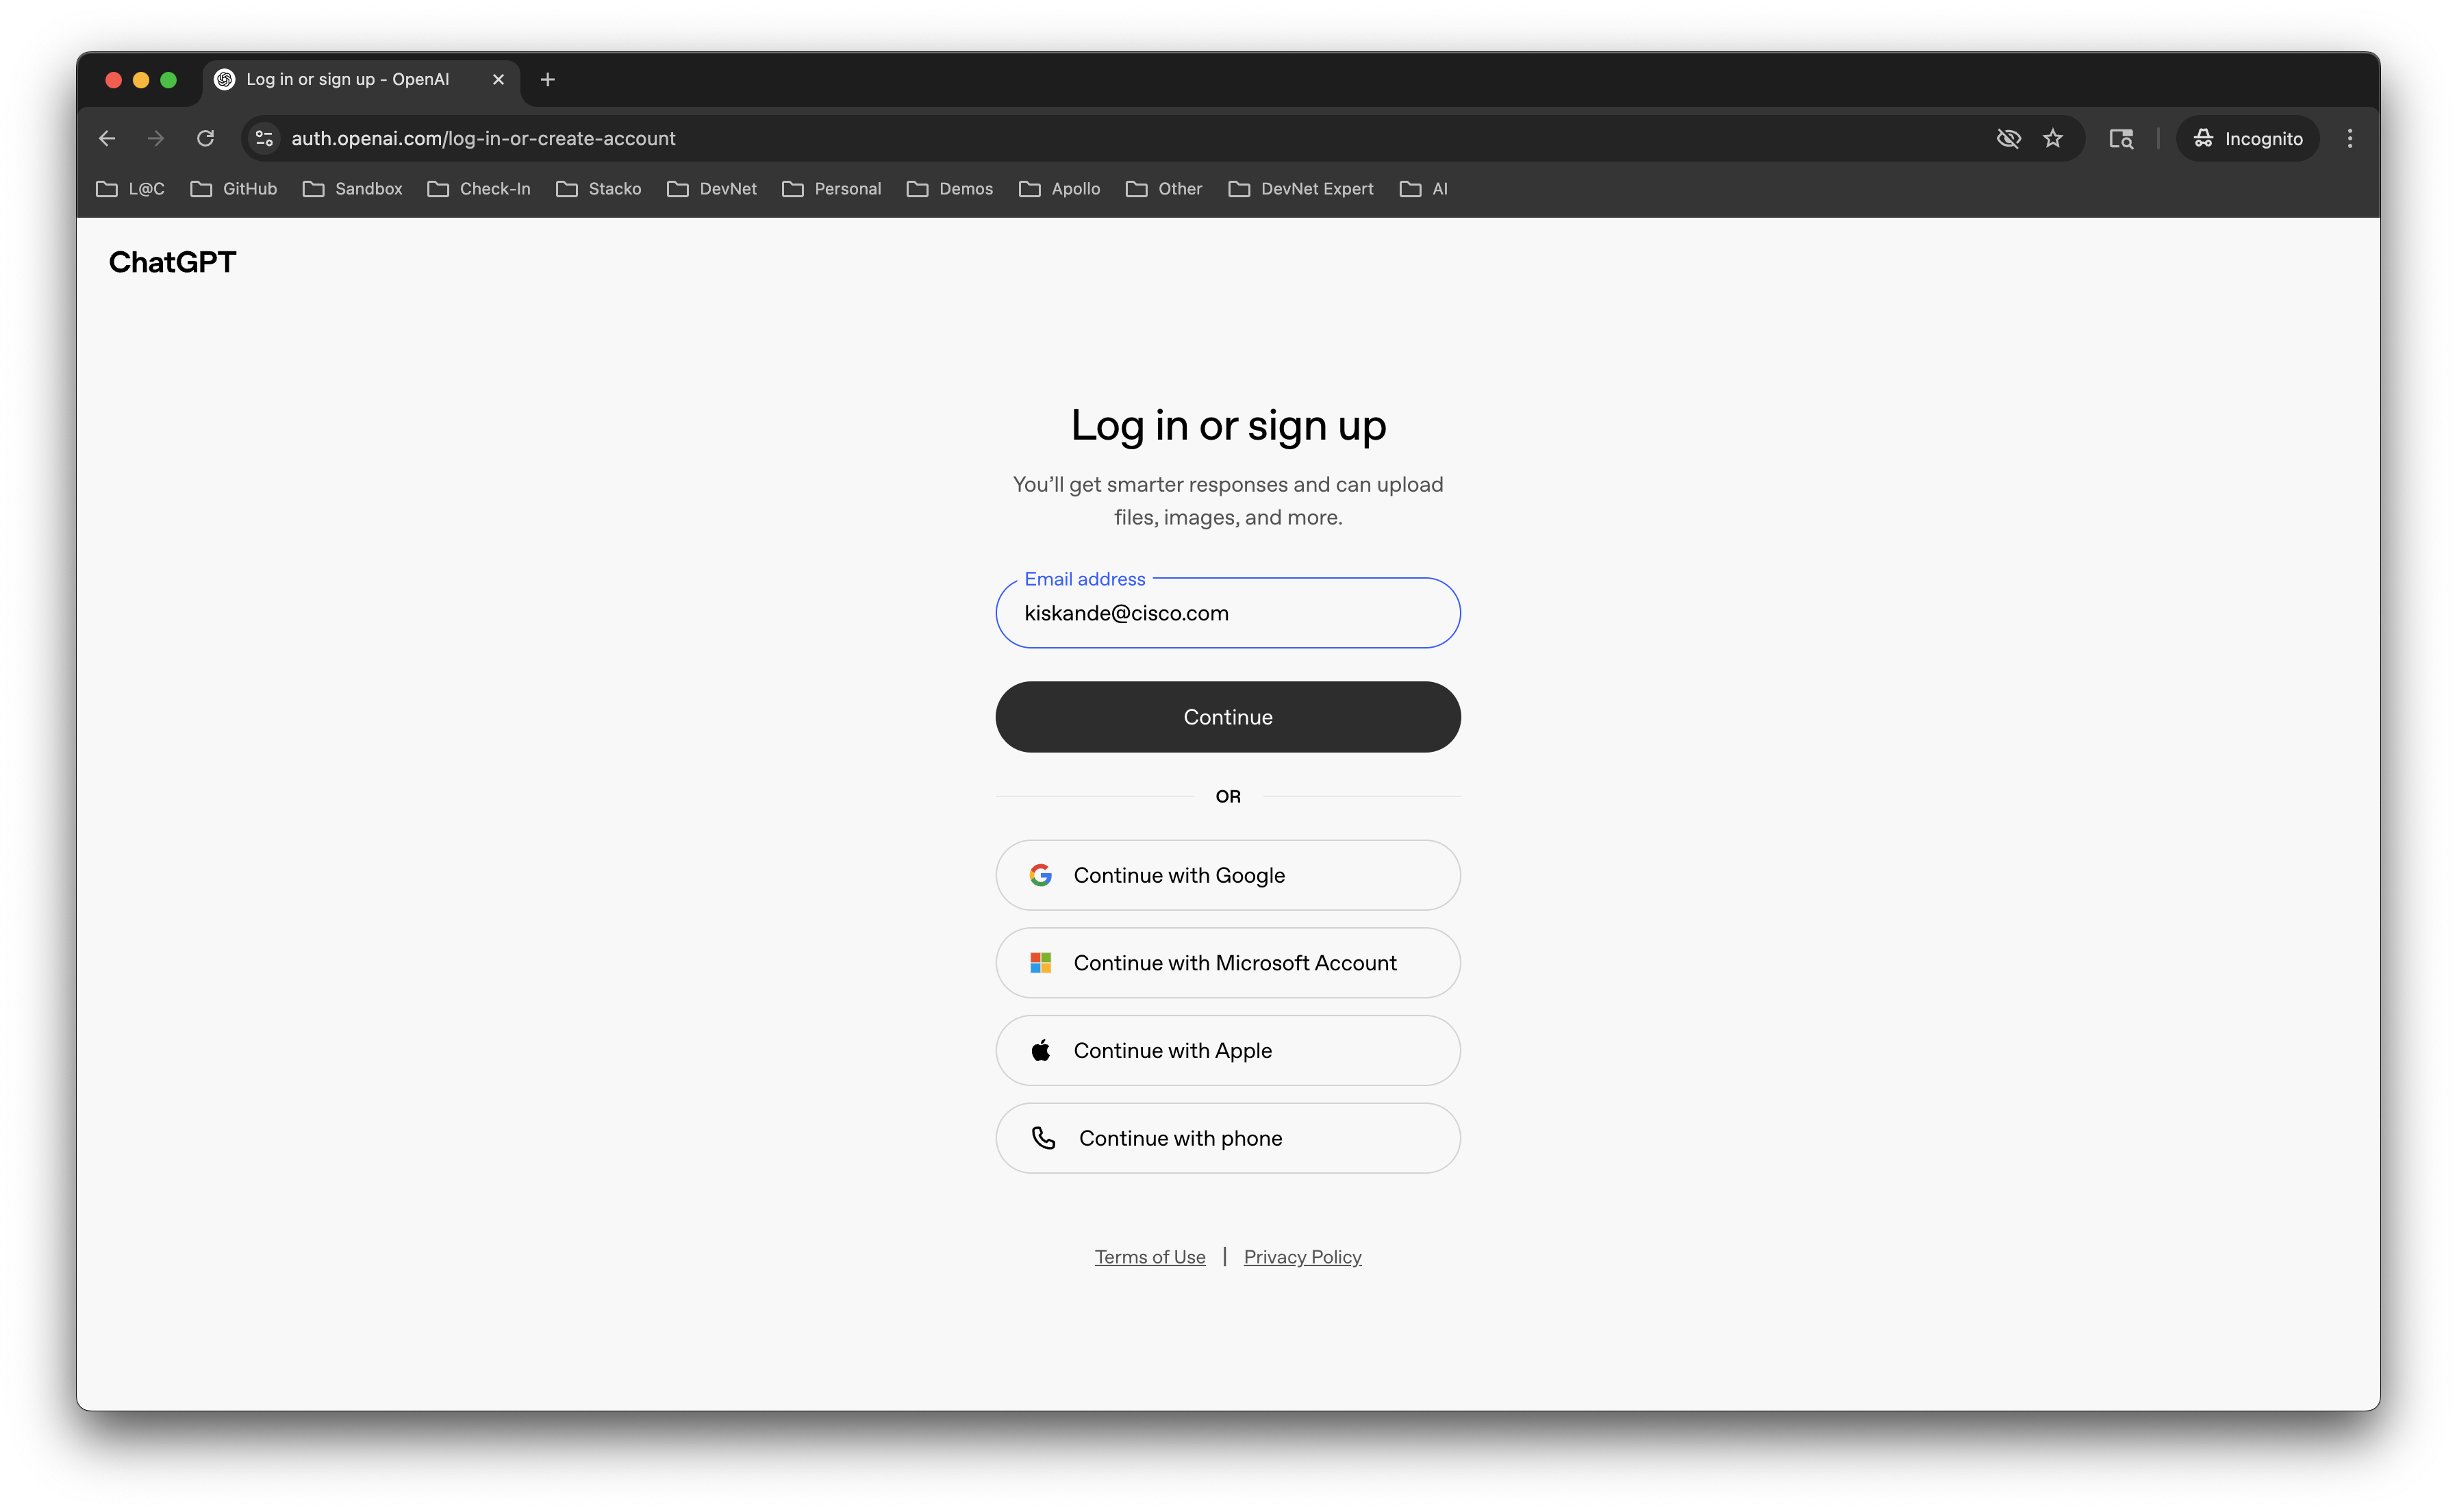 Log in or sign up - OpenAI
auth.openai.com/log-in-or-create-account
Incognito
L@C GitHub Sandbox Check-In Stacko DevNet Personal Demos Apollo Other DevNet Expert AI
ChatGPT
Log in or sign up
You’ll get smarter responses and can upload
files, images, and more.
Email address
kiskande@cisco.com
Continue
OR
Continue with Google
Continue with Microsoft Account
Continue with Apple
Continue with phone
Terms of Use | Privacy Policy